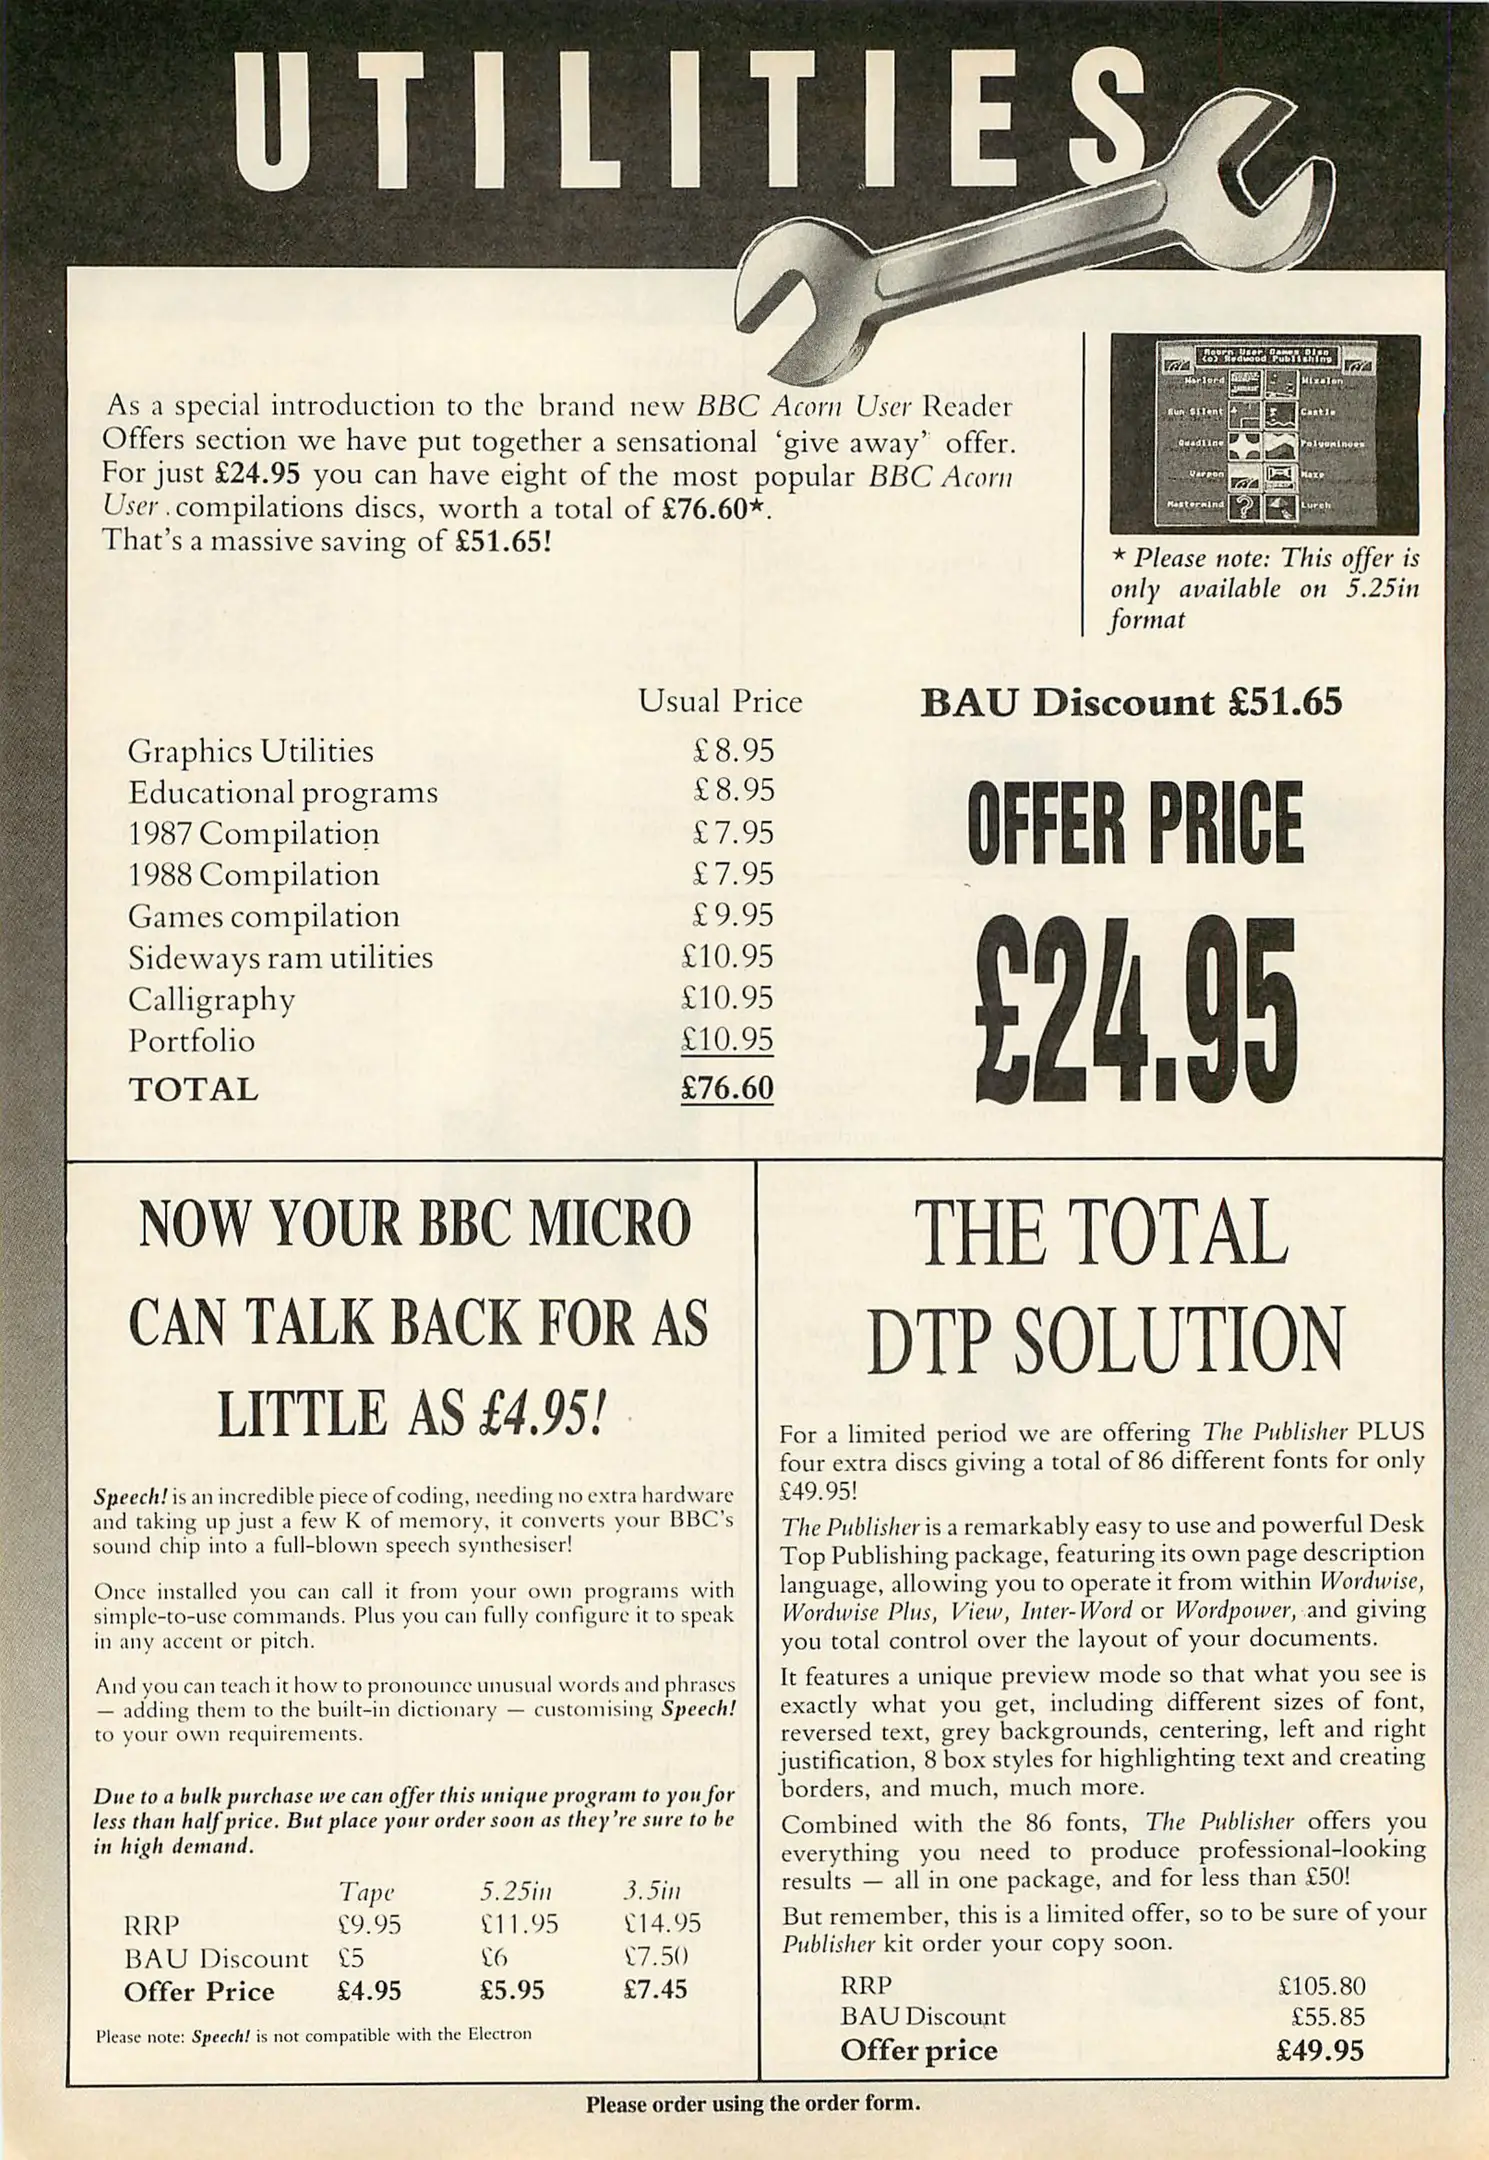 UTILITIES
As a special introduction to the brand new BBC Acorn User Reader
Offers section we have put together a sensational ‘give away’ offer.
For just £24.95 you can have eight of the most popular BBC Acorn
User . compilations discs, worth a total of £76.60*.
That's a massive saving of £51.65!
Acorn User Games Disc
(c) Redwood Publishing
Warlord
Mixelon
Run Silent
Castle
Quadline
Polyominoes
Warpon
Maze
Mastermind
Lurch
* Please note: This offer is
only available on 5.25in
format
Usual Price
Graphics Utilities £8.95
Educational programs £8.95
1987 Compilation £7.95
1988 Compilation £7.95
Games compilation £9.95
Sideways ram utilities £10.95
Calligraphy £10.95
Portfolio £10.95
TOTAL £76.60
BAU Discount £51.65
OFFER PRICE
£24.95
NOW YOUR BBC MICRO
CAN TALK BACK FOR AS
LITTLE AS £4.95!
Speech! is an incredible piece of coding, needing no extra hardware
and taking up just a few K of memory, it converts your BBC's
sound chip into a full-blown speech synthesiser!
Once installed you can call it from your own programs with
simple-to-use commands. Plus you can fully configure it to speak
in any accent or pitch.
And you can teach it how to pronounce unusual words and phrases
— adding them to the built-in dictionary — customising Speech!
to your own requirements.
Due to a bulk purchase we can offer this unique program to you for
less than half price. But place your order soon as they're sure to be
in high demand.
Tape 5.25in 3.5in
RRP £9.95 £11.95 £14.95
BAU Discount £5 £6 £7.50
Offer Price £4.95 £5.95 £7.45
Please note: Speech! is not compatible with the Electron
THE TOTAL
DTP SOLUTION
For a limited period we are offering The Publisher PLUS
four extra discs giving a total of 86 different fonts for only
£49.95!
The Publisher is a remarkably easy to use and powerful Desk
Top Publishing package, featuring its own page description
language, allowing you to operate it from within Wordwise,
Wordwise Plus, View, Inter-Word or Wordpower, and giving
you total control over the layout of your documents.
It features a unique preview mode so that what you see is
exactly what you get, including different sizes of font,
reversed text, grey backgrounds, centering, left and right
justification, 8 box styles for highlighting text and creating
borders, and much, much more.
Combined with the 86 fonts, The Publisher offers you
everything you need to produce professional-looking
results — all in one package, and for less than £50!
But remember, this is a limited offer, so to be sure of your
Publisher kit order your copy soon.
RRP £105.80
BAU Discount £55.85
Offer price £49.95
Please order using the order form.